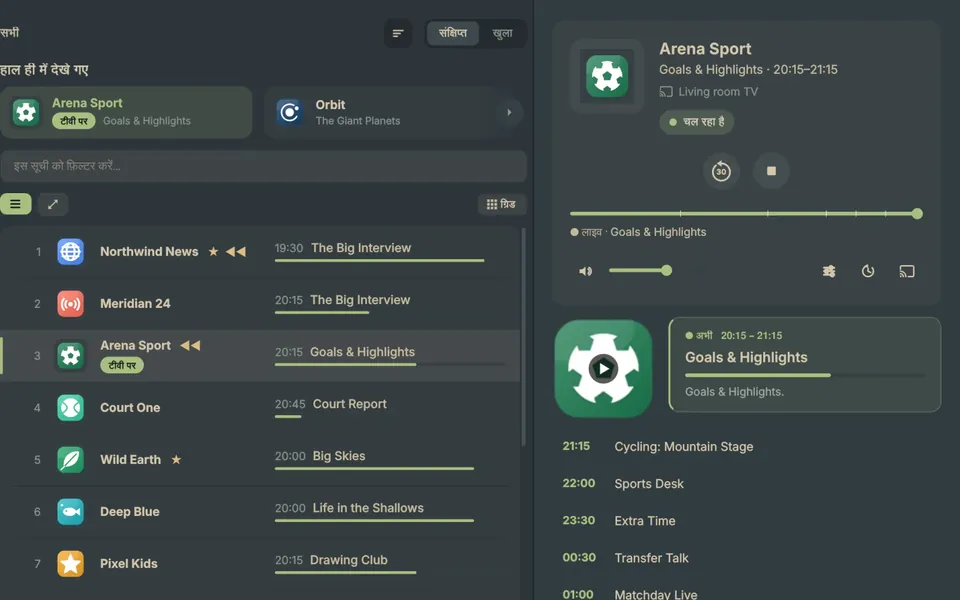 सभी
संक्षिप्त
खुला
हाल ही में देखे गए
Arena Sport
टीवी पर Goals & Highlights
Orbit
The Giant Planets
इस सूची को फ़िल्टर करें...
ग्रिड
1 Northwind News 19:30 The Big Interview
2 Meridian 24 20:15 The Big Interview
3 Arena Sport 20:15 Goals & Highlights
टीवी पर
4 Court One 20:45 Court Report
5 Wild Earth 20:00 Big Skies
6 Deep Blue 20:00 Life in the Shallows
7 Pixel Kids 20:15 Drawing Club
Arena Sport
Goals & Highlights · 20:15–21:15
Living room TV
चल रहा है
30
लाइव · Goals & Highlights
अभी 20:15 – 21:15
Goals & Highlights
Goals & Highlights.
21:15 Cycling: Mountain Stage
22:00 Sports Desk
23:30 Extra Time
00:30 Transfer Talk
01:00 Matchday Live